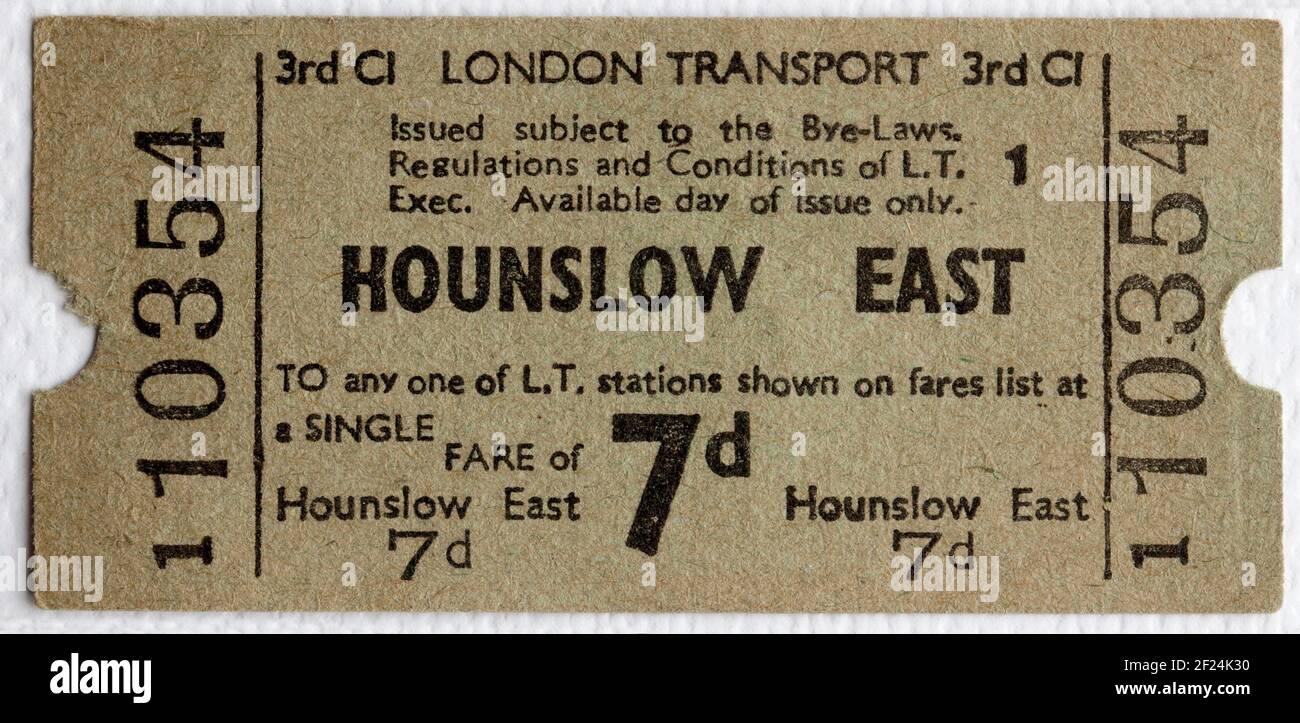 3rd Cl LONDON TRANSPORT 3rd Cl
Issued subject to the Bye-Laws.
Regulations and Conditions of L.T.
Exec. Available day of issue only.
1
HOUNSLOW EAST
TO any one of L.T. stations shown on fares list at
a SINGLE
FARE of
7d
Hounslow East
7d
Hounslow East
7d
110354
110354
alamy
Image ID: 2F24K30
www.alamy.com